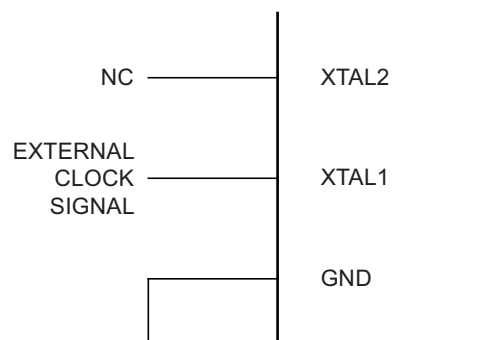 NC
XTAL2
EXTERNAL
CLOCK
SIGNAL
XTAL1
GND